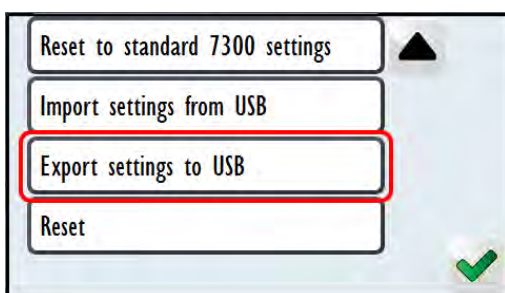 Reset to standard 7300 settings
Import settings from USB
Export settings to USB
Reset